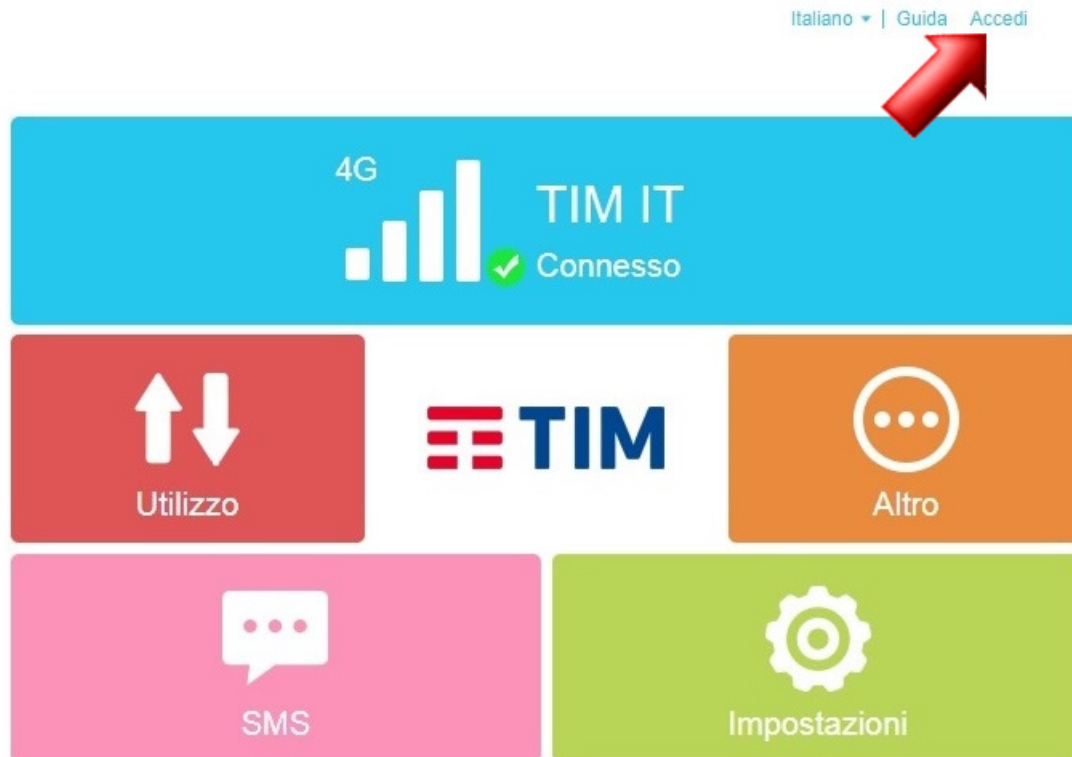 Italiano | Guida Accedi
4G
TIM IT
Connesso
TIM
Utilizzo
Altro
SMS
Impostazioni